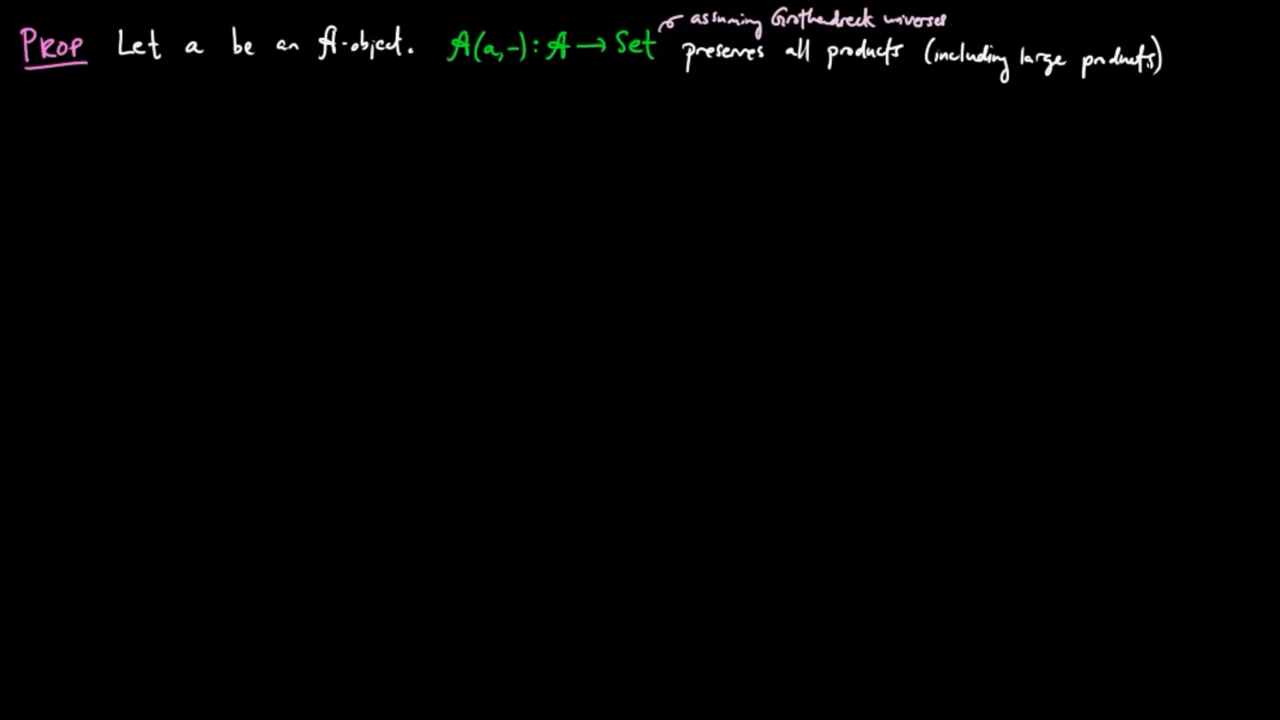 assuming Grothendieck universes
PROP Let a be an A-object. A(a,-): A → Set preserves all products (including large products)